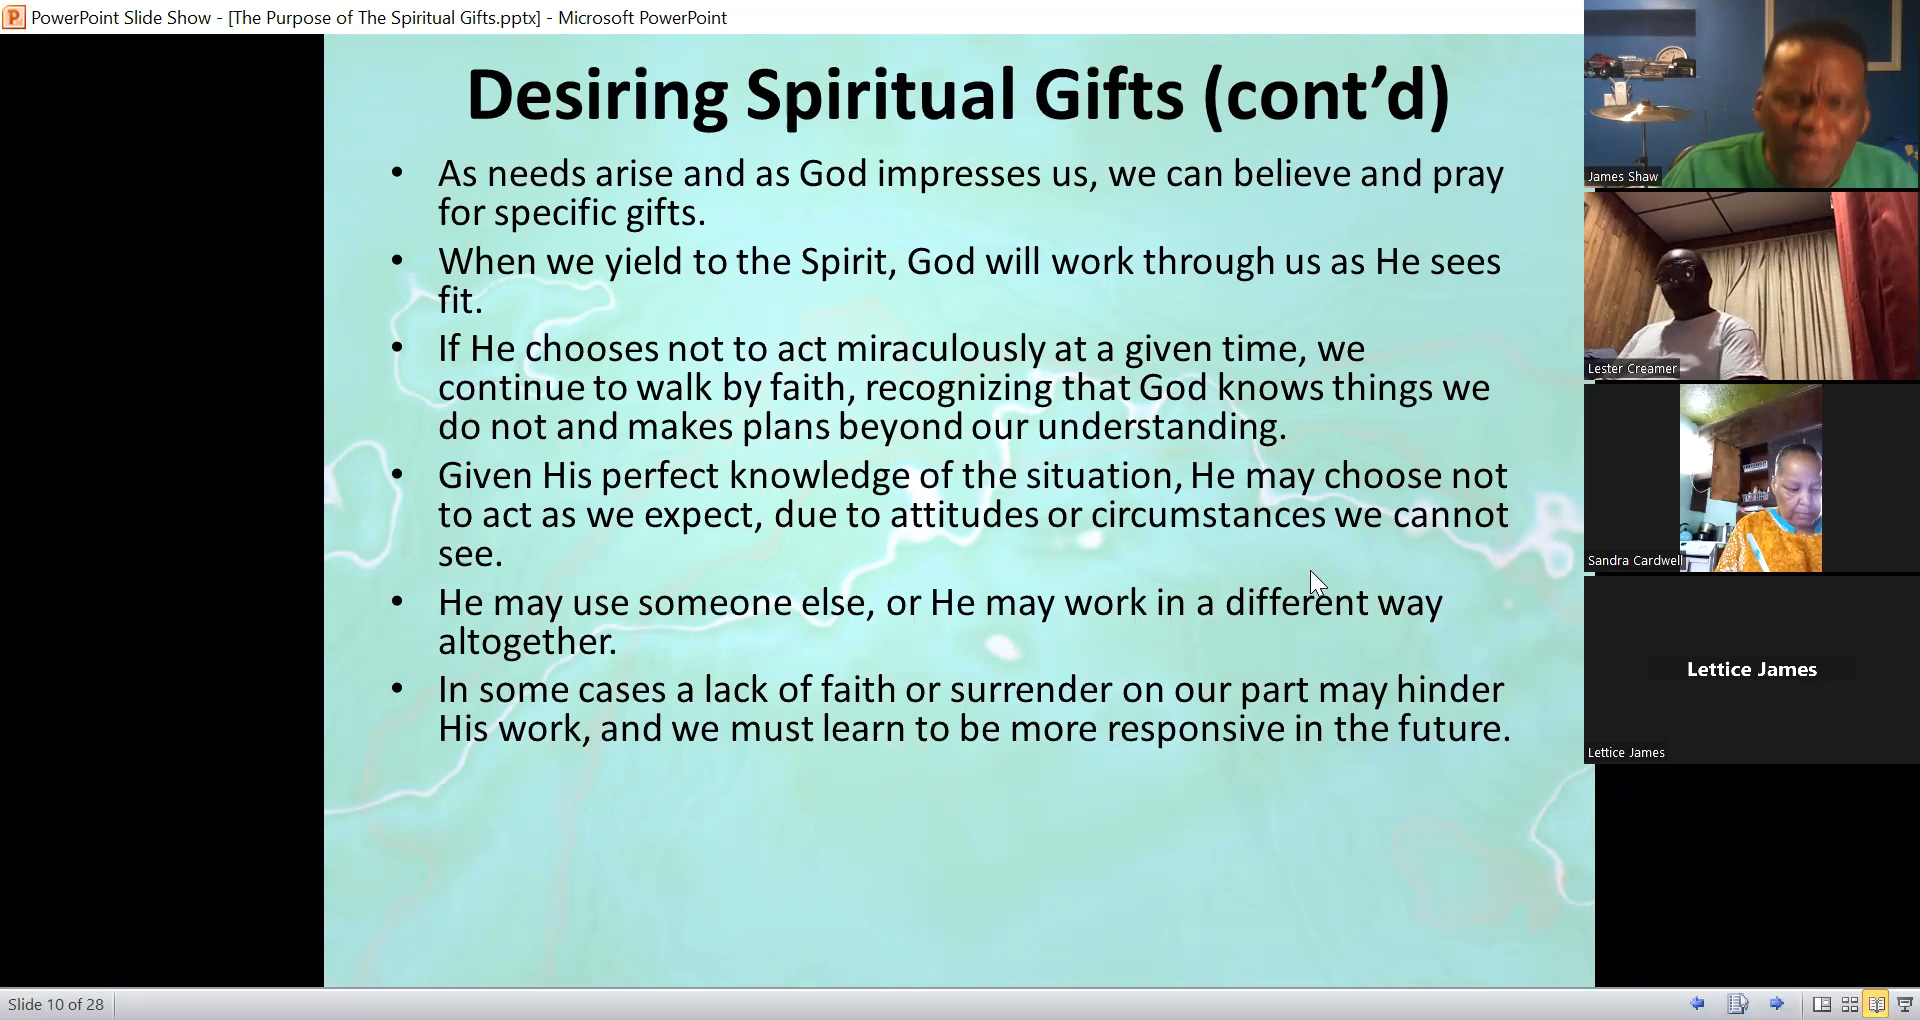 PowerPoint Slide Show - [The Purpose of The Spiritual Gifts.pptx] - Microsoft PowerPoint
Desiring Spiritual Gifts (cont’d)
• As needs arise and as God impresses us, we can believe and pray
for specific gifts.
• When we yield to the Spirit, God will work through us as He sees
fit.
• If He chooses not to act miraculously at a given time, we
continue to walk by faith, recognizing that God knows things we
do not and makes plans beyond our understanding.
• Given His perfect knowledge of the situation, He may choose not
to act as we expect, due to attitudes or circumstances we cannot
see.
• He may use someone else, or He may work in a different way
altogether.
• In some cases a lack of faith or surrender on our part may hinder
His work, and we must learn to be more responsive in the future.
James Shaw
Lester Creamer
Sandra Cardwell
Lettice James
Lettice James
Slide 10 of 28